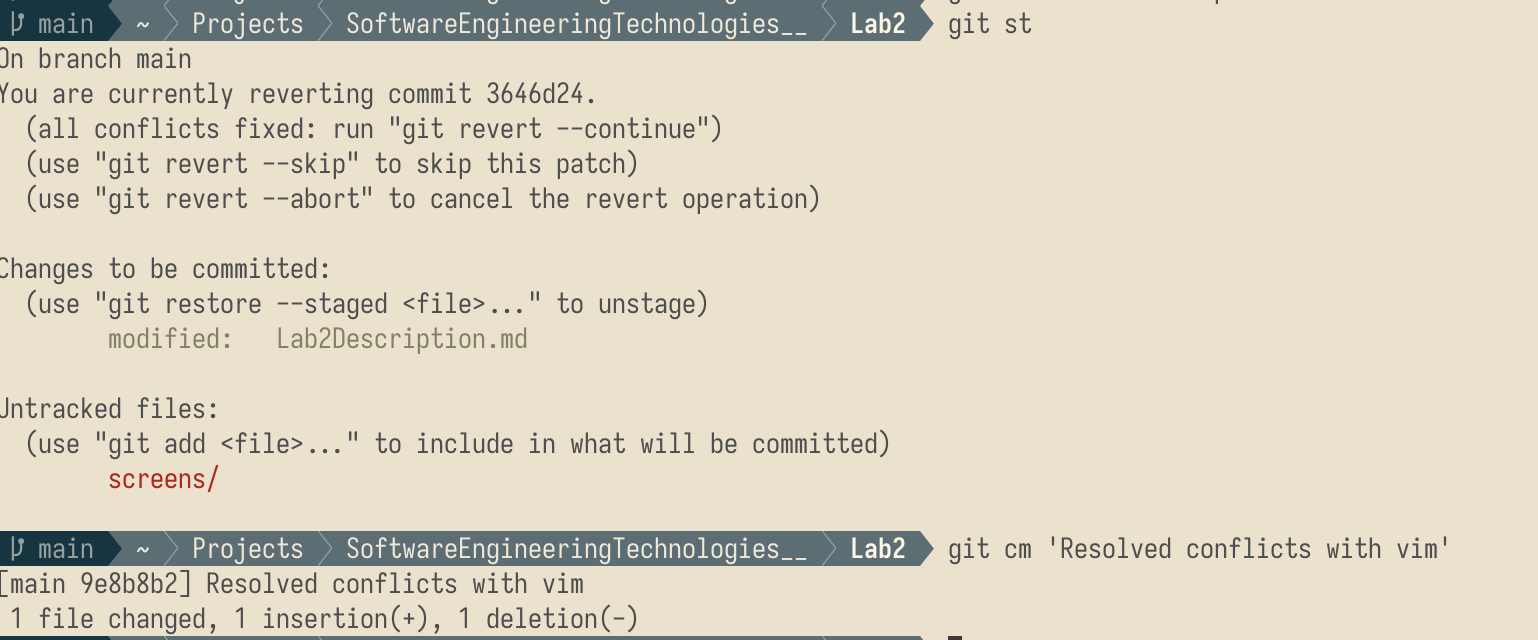 main ~ Projects SoftwareEngineeringTechnologies__ Lab2 git st
On branch main
You are currently reverting commit 3646d24.
(all conflicts fixed: run "git revert --continue")
(use "git revert --skip" to skip this patch)
(use "git revert --abort" to cancel the revert operation)
Changes to be committed:
(use "git restore --staged <file>..." to unstage)
modified: Lab2Description.md
Untracked files:
(use "git add <file>..." to include in what will be committed)
screens/
main ~ Projects SoftwareEngineeringTechnologies__ Lab2 git cm 'Resolved conflicts with vim'
[main 9e8b8b2] Resolved conflicts with vim
1 file changed, 1 insertion(+), 1 deletion(-)